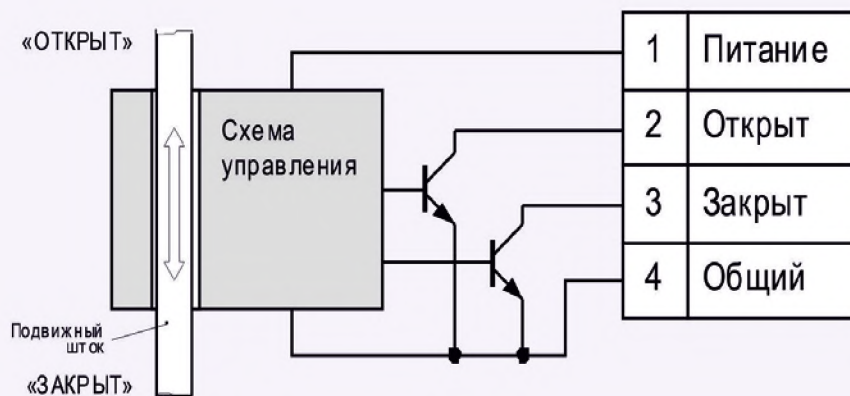 «ОТКРЫТ»
Схема
управления
Подвижный
шток
«ЗАКРЫТ»
1 Питание
2 Открыт
3 Закрыт
4 Общий